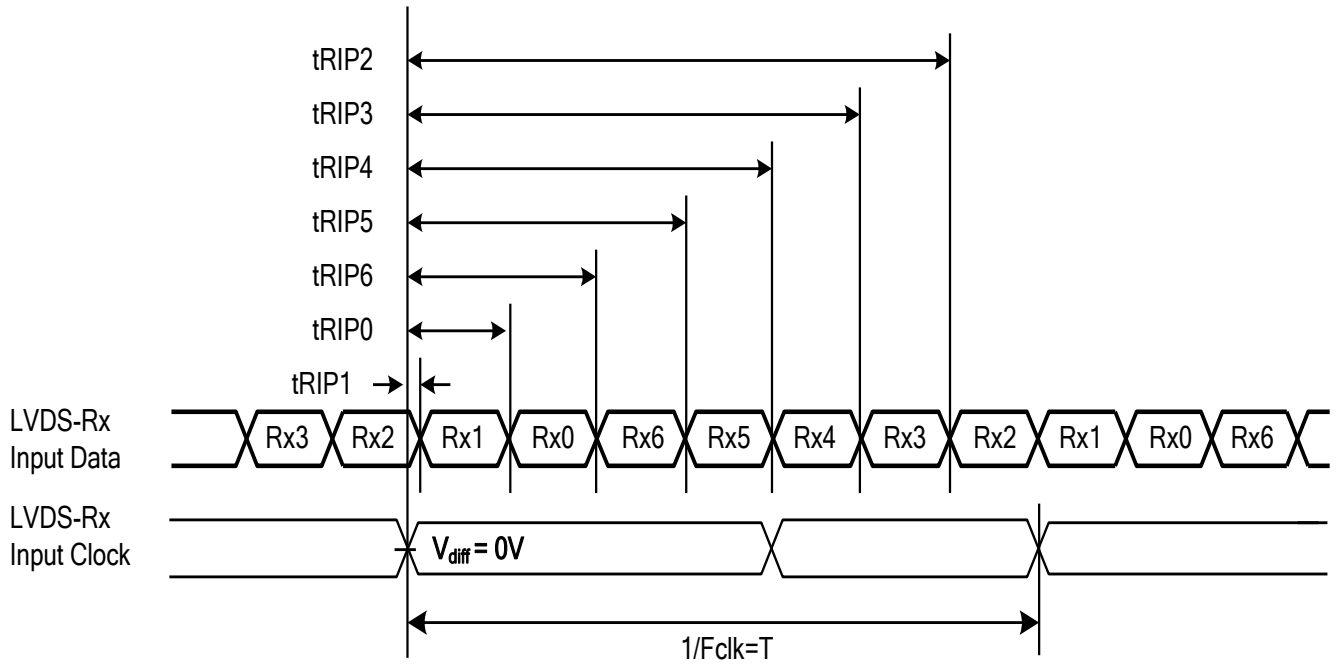 tRIP2
tRIP3
tRIP4
tRIP5
tRIP6
tRIP0
tRIP1
LVDS-Rx
Input Data
Rx3 Rx2 Rx1 Rx0 Rx6 Rx5 Rx4 Rx3 Rx2 Rx1 Rx0 Rx6
LVDS-Rx
Input Clock
Vdiff = 0V
1/Fclk=T